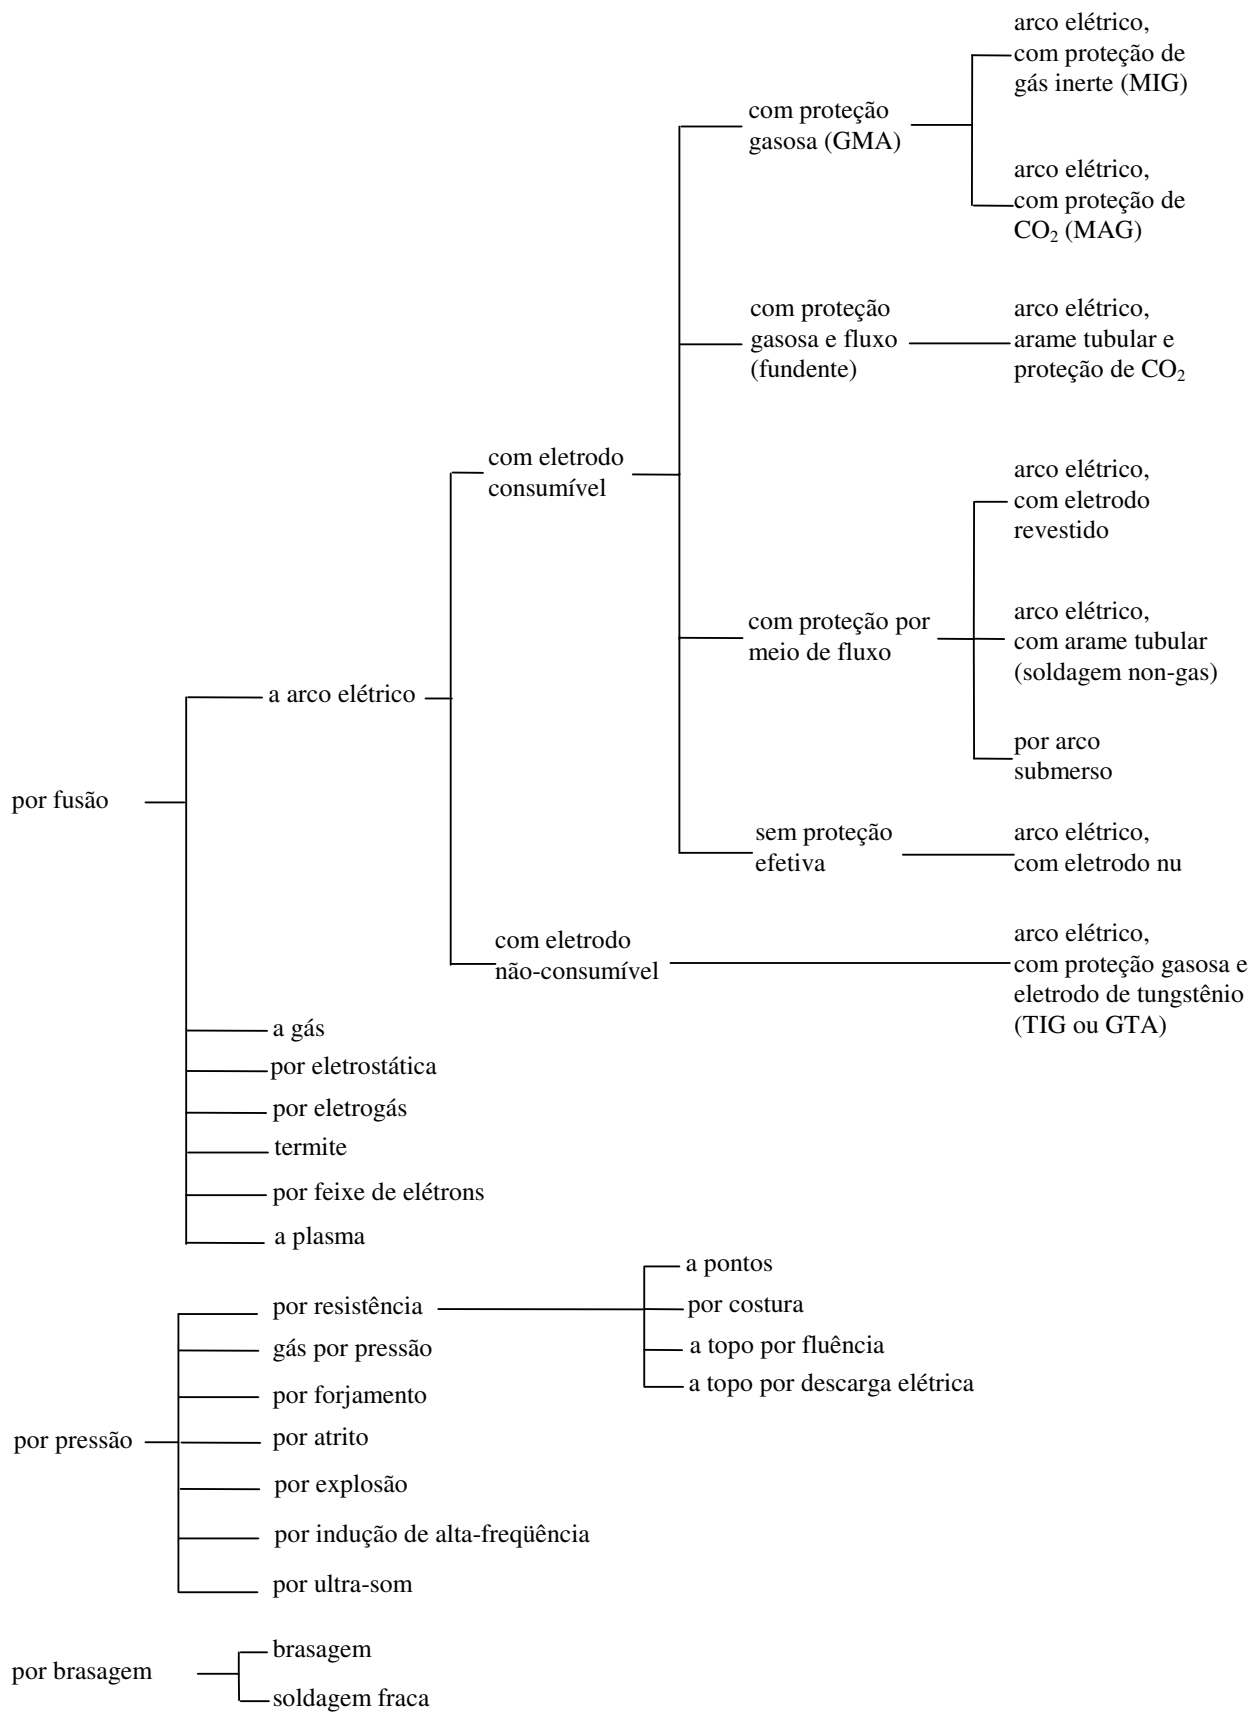 arco elétrico,
com proteção de
gás inerte (MIG)
com proteção
gasosa (GMA)
arco elétrico,
com proteção de
CO₂ (MAG)
com proteção
gasosa e fluxo
(fundente)
arco elétrico,
arame tubular e
proteção de CO₂
com eletrodo
consumível
arco elétrico,
com eletrodo
revestido
com proteção por
meio de fluxo
arco elétrico,
com arame tubular
(soldagem non-gas)
a arco elétrico
por arco
submerso
por fusão
sem proteção
efetiva
arco elétrico,
com eletrodo nu
com eletrodo
não-consumível
arco elétrico,
com proteção gasosa e
eletrodo de tungstênio
(TIG ou GTA)
a gás
por eletrostática
por eletrogás
termite
por feixe de elétrons
a plasma
por pressão
por resistência
a pontos
por costura
a topo por fluência
a topo por descarga elétrica
gás por pressão
por forjamento
por atrito
por explosão
por indução de alta-freqüência
por ultra-som
por brasagem
brasagem
soldagem fraca